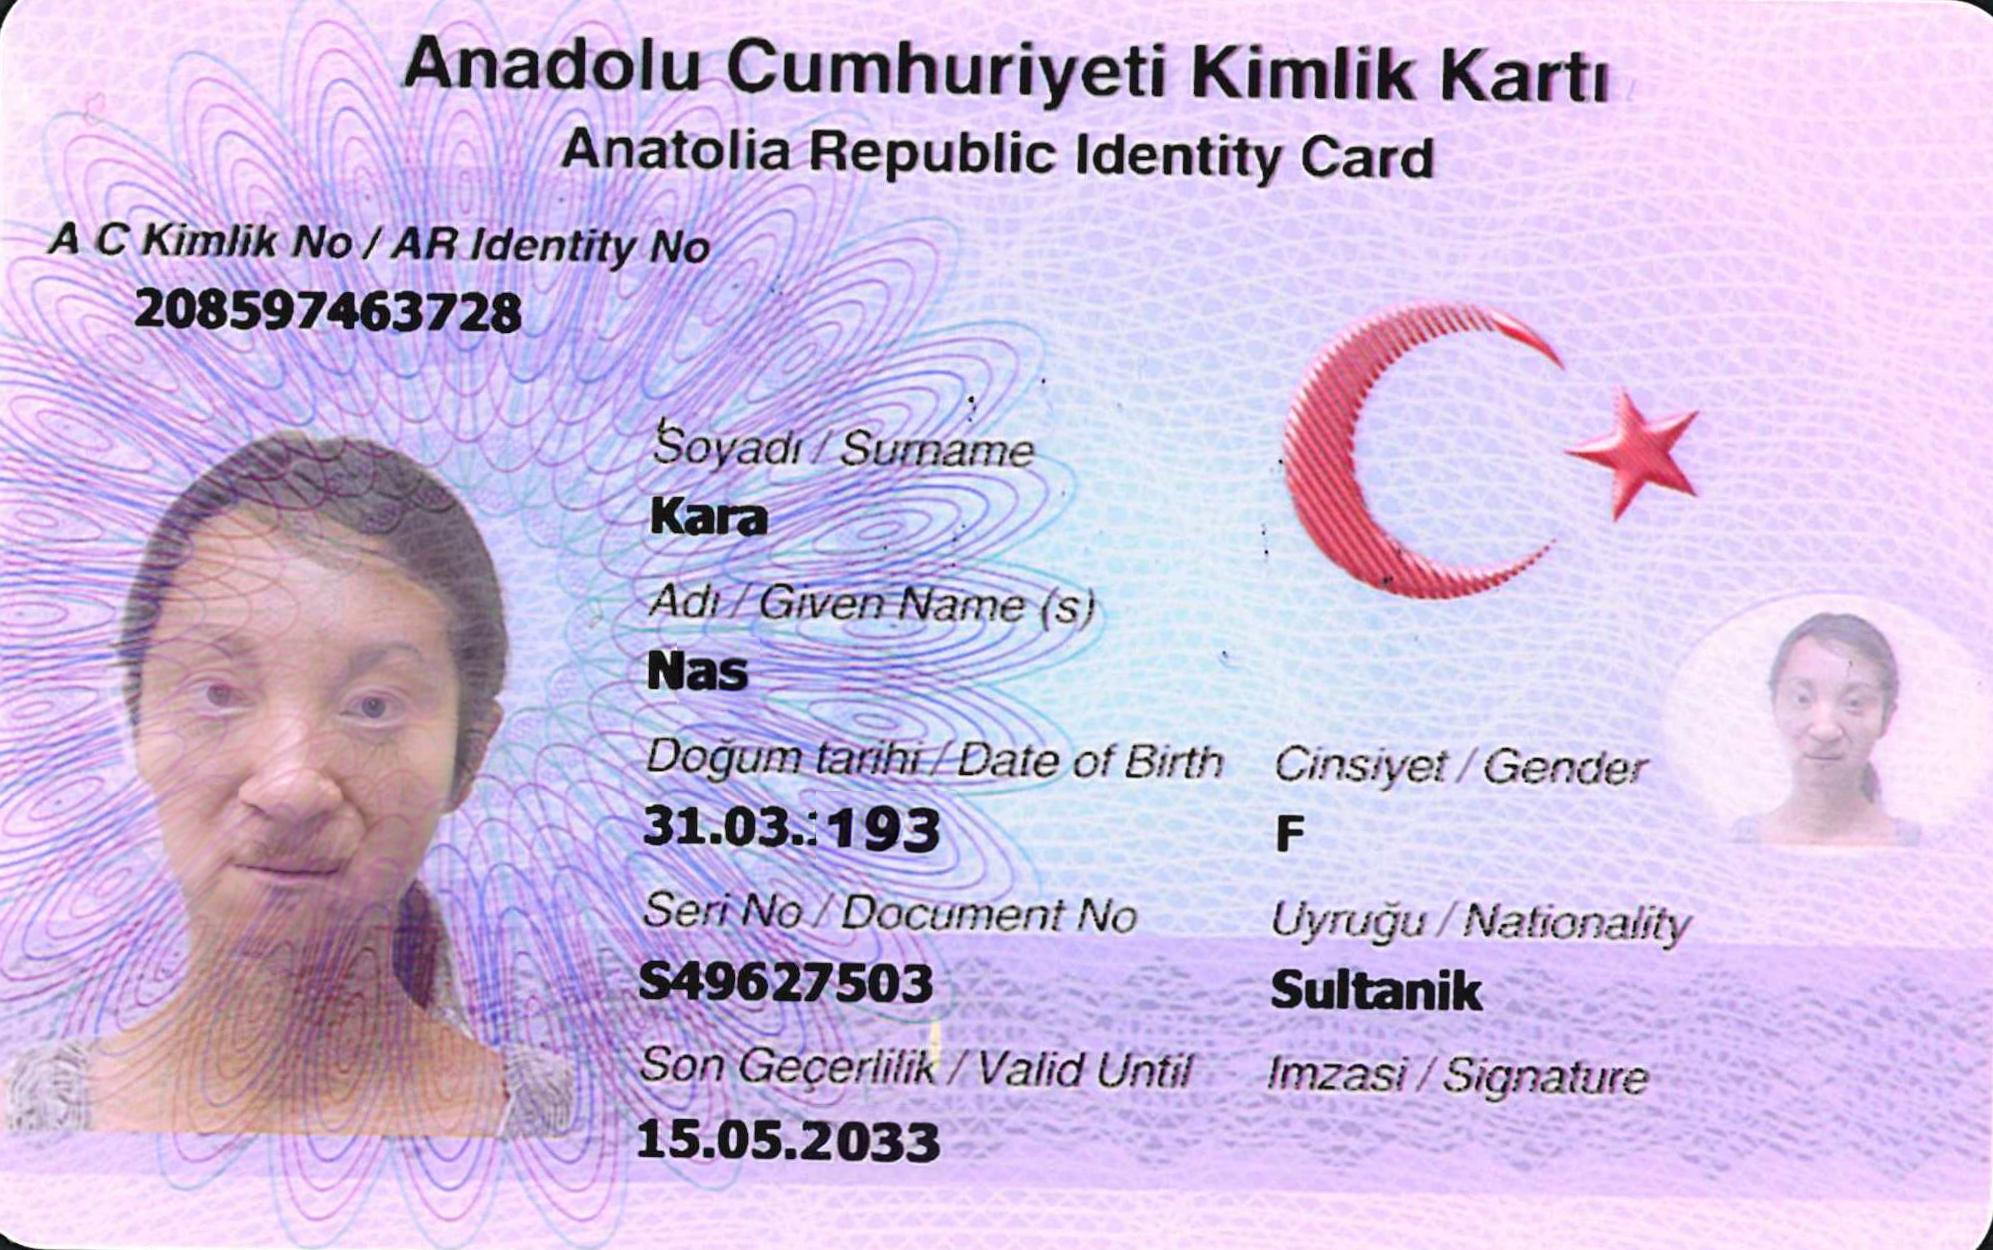 Anadolu Cumhuriyeti Kimlik Kartı
Anatolia Republic Identity Card
A C Kimlik No / AR Identity No
208597463728
Soyadı / Surname
Kara
Adı / Given Name (s)
Nas
Doğum tarihi / Date of Birth
31.03.:193
Cinsiyet / Gender
F
Seri No / Document No
S49627503
Uyruğu / Nationality
Sultanik
Son Geçerlilik / Valid Until
15.05.2033
Imzasi / Signature